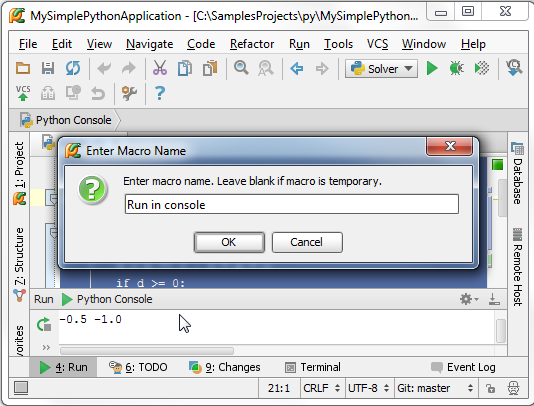 MySimplePythonApplication - [C:\SamplesProjects\py\MySimplePython...
File Edit View Navigate Code Refactor Run Tools VCS Window Help
Solver
VCS
Python Console
1: Project
Z: Structure
Database
Remote Host
Enter Macro Name
Enter macro name. Leave blank if macro is temporary.
Run in console
OK Cancel
if d >= 0:
Run Python Console
-0.5 -1.0
4: Run 6: TODO 9: Changes Terminal Event Log
21:1 CRLF UTF-8 Git: master